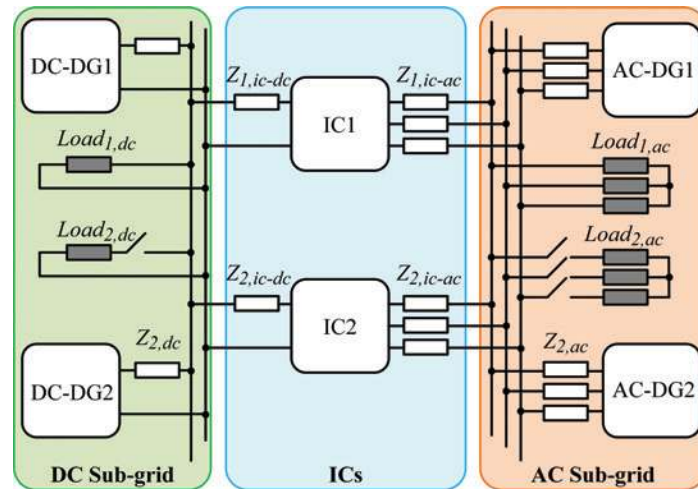 DC-DG1
Z1,ic-dc
Z1,ic-ac
AC-DG1
IC1
Load1,dc
Load1,ac
Load2,dc
Load2,ac
Z2,ic-dc
Z2,ic-ac
IC2
Z2,dc
Z2,ac
DC-DG2
AC-DG2
DC Sub-grid
ICs
AC Sub-grid